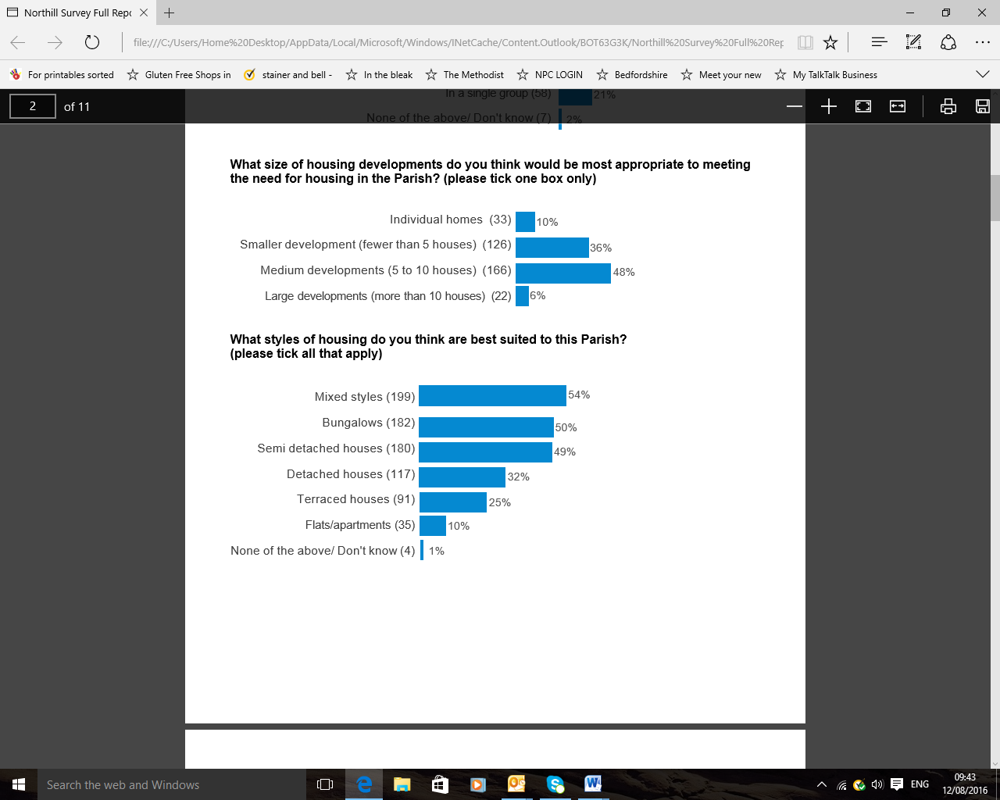 Northill Survey Full Repo
file:///C:/Users/Home%20Desktop/AppData/Local/Microsoft/Windows/INetCache/Content.Outlook/BOT63G3K/Northill%20Survey%20Full%20Rep
For printables sorted Gluten Free Shops in stainer and bell - In the bleak The Methodist NPC LOGIN Bedfordshire Meet your new My TalkTalk Business
2 of 11
In a single group (58) 21%
None of the above/ Don't know (7) 2%
What size of housing developments do you think would be most appropriate to meeting
the need for housing in the Parish? (please tick one box only)
Individual homes (33) 10%
Smaller development (fewer than 5 houses) (126) 36%
Medium developments (5 to 10 houses) (166) 48%
Large developments (more than 10 houses) (22) 6%
What styles of housing do you think are best suited to this Parish?
(please tick all that apply)
Mixed styles (199) 54%
Bungalows (182) 50%
Semi detached houses (180) 49%
Detached houses (117) 32%
Terraced houses (91) 25%
Flats/apartments (35) 10%
None of the above/ Don't know (4) 1%
Search the web and Windows
ENG
09:43
12/08/2016